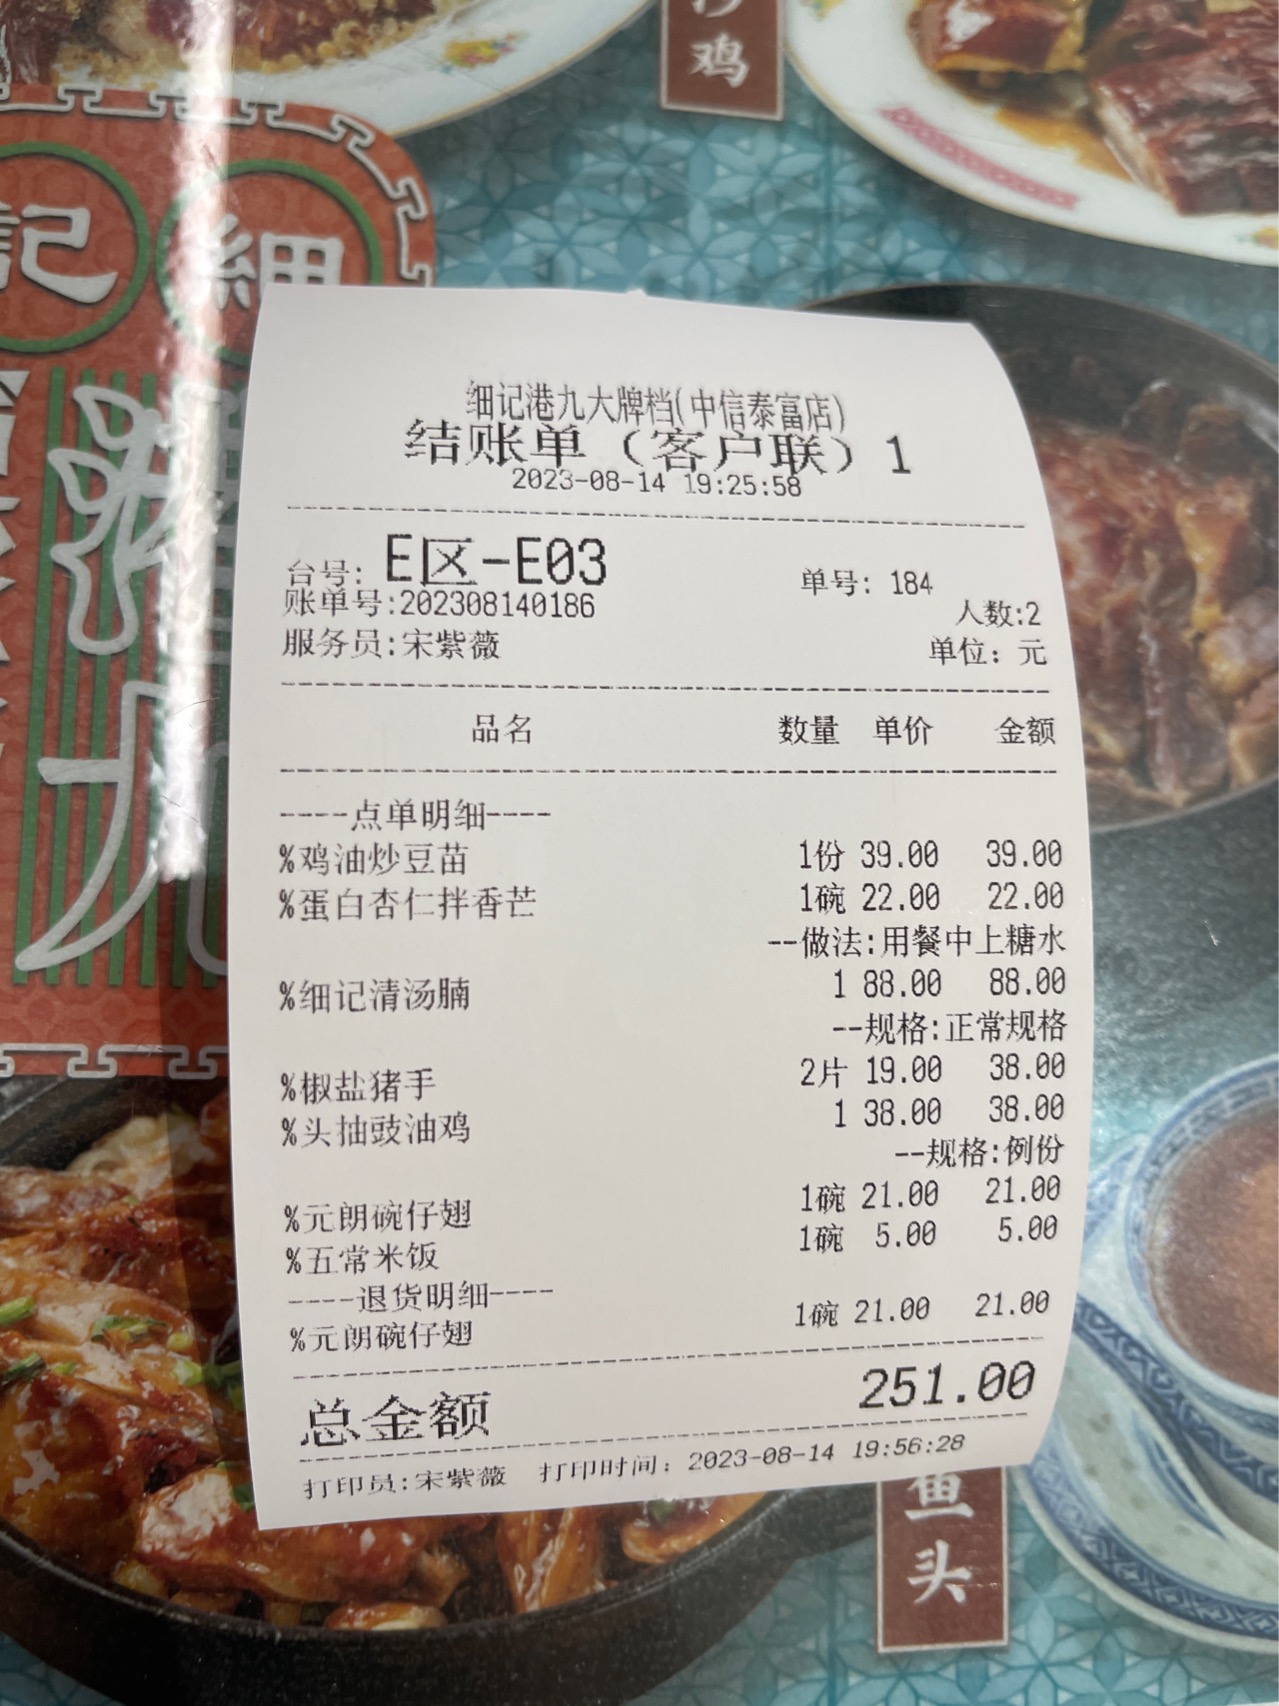 沙
鸡
記
細
港
九
细记港九大牌档(中信泰富店)
结账单（客户联）1
2023-08-14 19:25:58
台号: E区-E03 单号: 184
账单号:202308140186 人数:2
服务员:宋紫薇 单位: 元
品名 数量 单价 金额
----点单明细----
%鸡油炒豆苗 1份 39.00 39.00
%蛋白杏仁拌香芒 1碗 22.00 22.00
--做法:用餐中上糖水
%细记清汤腩 1 88.00 88.00
--规格:正常规格
%椒盐猪手 2片 19.00 38.00
%头抽豉油鸡 1 38.00 38.00
--规格:例份
%元朗碗仔翅 1碗 21.00 21.00
%五常米饭 1碗 5.00 5.00
----退货明细----
%元朗碗仔翅 1碗 21.00 21.00
总金额 251.00
打印员:宋紫薇 打印时间: 2023-08-14 19:56:28
鱼
头